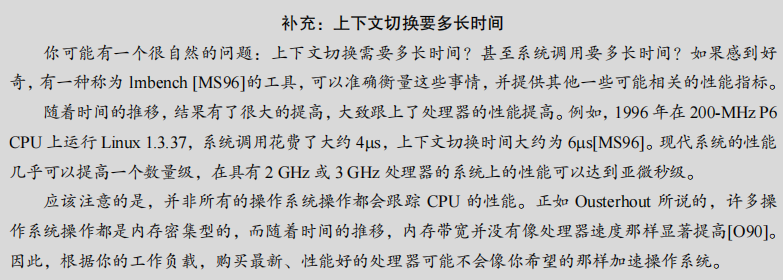 补充：上下文切换要多长时间
你可能有一个很自然的问题：上下文切换需要多长时间？甚至系统调用要多长时间？如果感到好
奇，有一种称为 lmbench [MS96]的工具，可以准确衡量这些事情，并提供其他一些可能相关的性能指标。
随着时间的推移，结果有了很大的提高，大致跟上了处理器的性能提高。例如，1996 年在 200-MHz P6
CPU 上运行 Linux 1.3.37，系统调用花费了大约 4μs，上下文切换时间大约为 6μs[MS96]。现代系统的性能
几乎可以提高一个数量级，在具有 2 GHz 或 3 GHz 处理器的系统上的性能可以达到亚微秒级。
应该注意的是，并非所有的操作系统操作都会跟踪 CPU 的性能。正如 Ousterhout 所说的，许多操
作系统操作都是内存密集型的，而随着时间的推移，内存带宽并没有像处理器速度那样显著提高[O90]。
因此，根据你的工作负载，购买最新、性能好的处理器可能不会像你希望的那样加速操作系统。